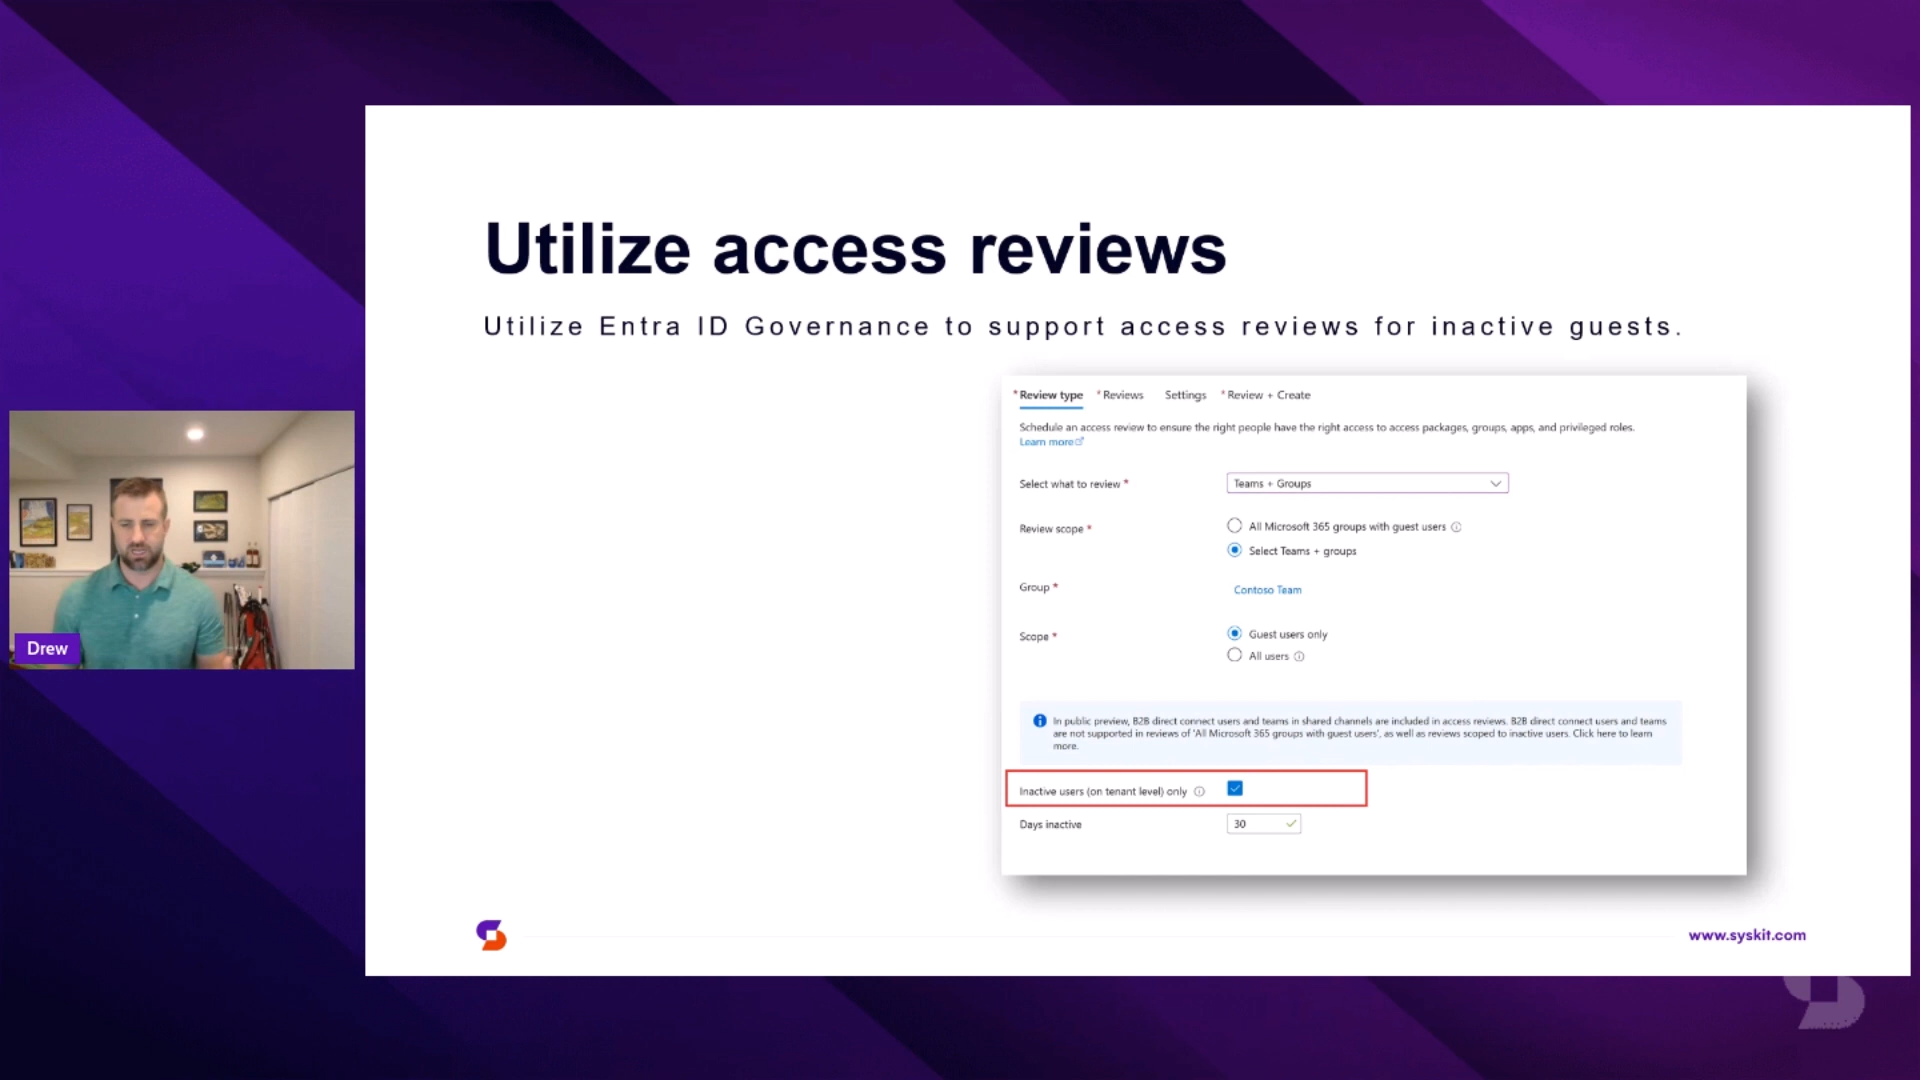 Utilize access reviews
Utilize Entra ID Governance to support access reviews for inactive guests.
* Review type * Reviews Settings * Review + Create
Schedule an access review to ensure the right people have the right access to access packages, groups, apps, and privileged roles.
Learn more
Select what to review * Teams + Groups
Review scope * All Microsoft 365 groups with guest users
Select Teams + groups
Group * Contoso Team
Scope * Guest users only
All users
In public preview, B2B direct connect users and teams in shared channels are included in access reviews. B2B direct connect users and teams
are not supported in reviews of 'All Microsoft 365 groups with guest users', as well as reviews scoped to inactive users. Click here to learn
more.
Inactive users (on tenant level) only
Days inactive 30
Drew
www.syskit.com